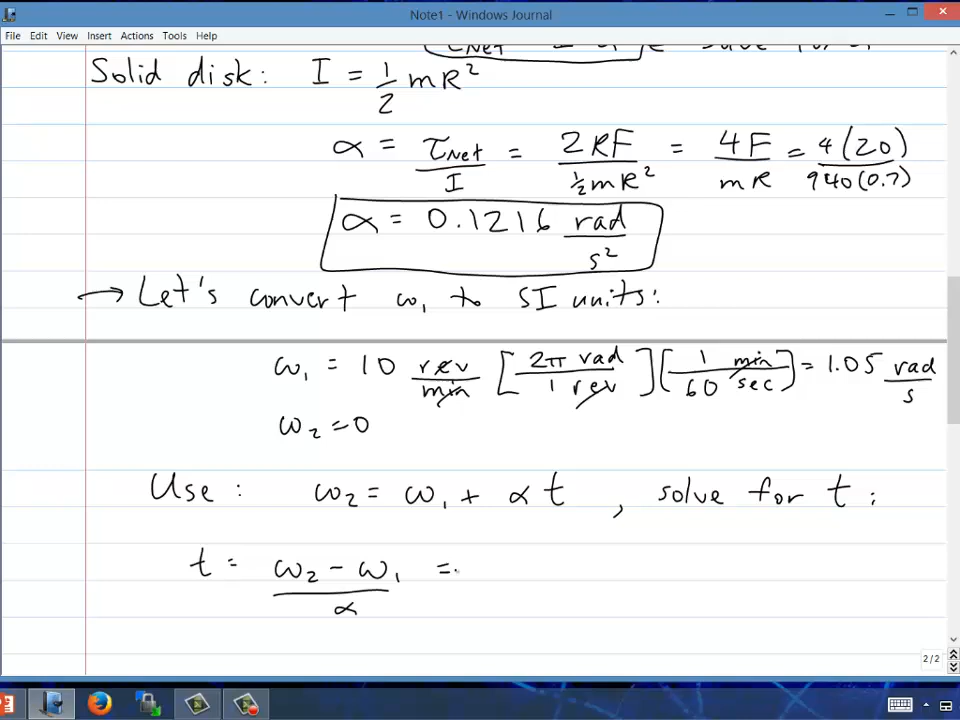 Note1 - Windows Journal
File Edit View Insert Actions Tools Help
τNet
Solid disk: I = 1/2 mR²
α = τNet/I = 2RF/(½mR²) = 4F/mR = 4(20)/940(0.7)
α = 0.1216 rad/s²
→ Let's convert ω₁ to SI units:
ω₁ = 10 rev/min [2π rad/1 rev](1 min/60 sec) = 1.05 rad/s
ω₂ = 0
Use: ω₂ = ω₁ + αt, solve for t:
t = ω₂ - ω₁/α =
2/2